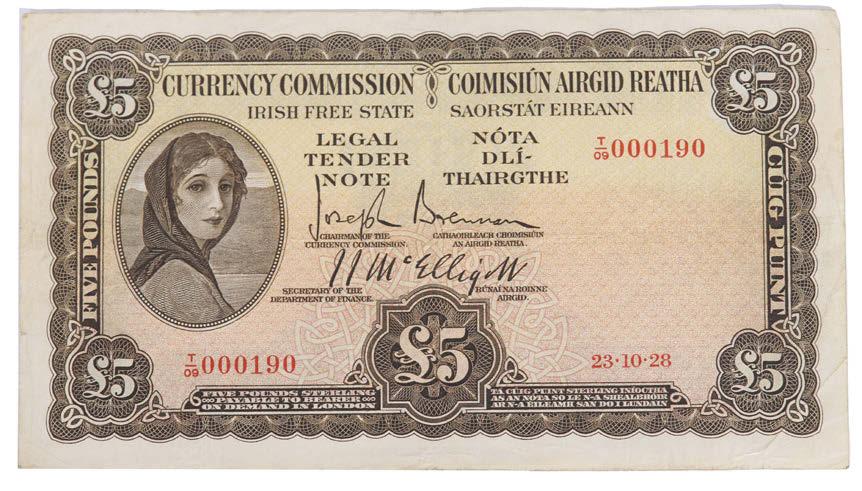 £5 CURRENCY COMMISSION COIMISIÚN AIRGID REATHA £5
IRISH FREE STATE SAORSTÁT EIREANN
LEGAL TENDER NOTE
NÓTA DLÍ-THAIRGTHE
T/09 000190
FIVE POUNDS
CUIG PUNT
Joseph Brennan
CHAIRMAN OF THE CURRENCY COMMISSION.
CATHAOIRLEACH CHOIMISIÚIN AN AIRGID REATHA.
J J McElligott
SECRETARY OF THE DEPARTMENT OF FINANCE.
RÚNAÍ NA ROINNE AIRGID.
T/09 000190
£5
23·10·28
£5
£5
FIVE POUNDS STERLING
PAYABLE TO BEARER
ON DEMAND IN LONDON
TÁ CÚIG PUINT STERLING INÍOCTHA
AS AN NÓTA SO LE N-A SHEALBHÓIR
AR N-A ÉILEAMH SAN DO I LUNDAIN